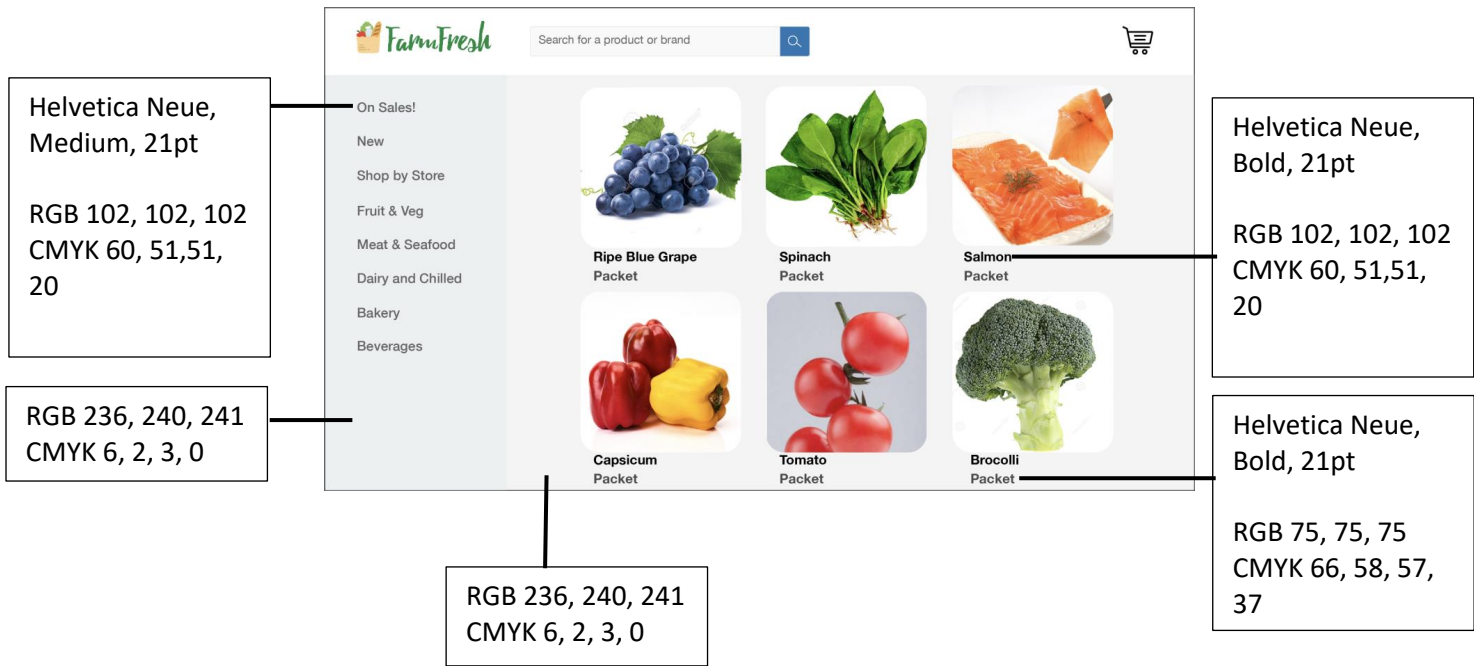 FarmFresh
Search for a product or brand
Helvetica Neue,
Medium, 21pt
RGB 102, 102, 102
CMYK 60, 51,51,
20
RGB 236, 240, 241
CMYK 6, 2, 3, 0
On Sales!
New
Shop by Store
Fruit & Veg
Meat & Seafood
Dairy and Chilled
Bakery
Beverages
Ripe Blue Grape
Packet
Spinach
Packet
Salmon
Packet
Capsicum
Packet
Tomato
Packet
Brocolli
Packet
Helvetica Neue,
Bold, 21pt
RGB 102, 102, 102
CMYK 60, 51,51,
20
Helvetica Neue,
Bold, 21pt
RGB 75, 75, 75
CMYK 66, 58, 57,
37
RGB 236, 240, 241
CMYK 6, 2, 3, 0